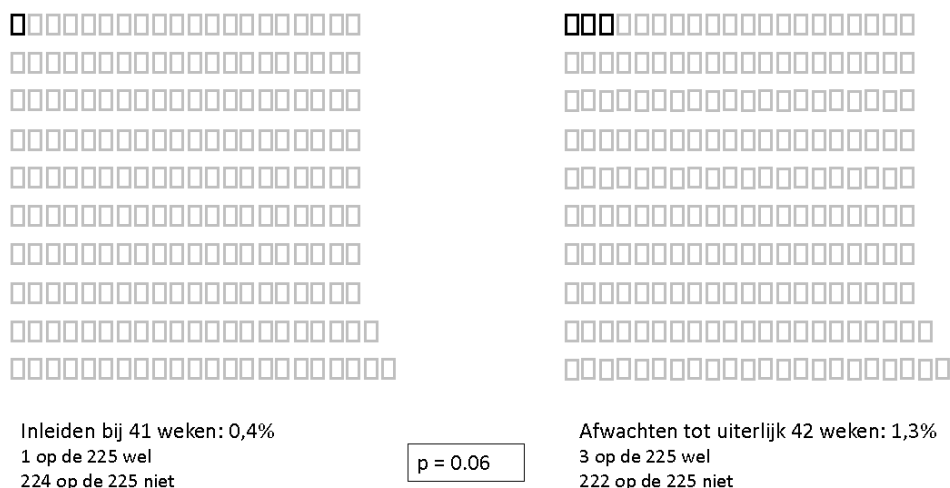 Inleiden bij 41 weken: 0,4%
1 op de 225 wel
224 op de 225 niet
p = 0.06
Afwachten tot uiterlijk 42 weken: 1,3%
3 op de 225 wel
222 op de 225 niet